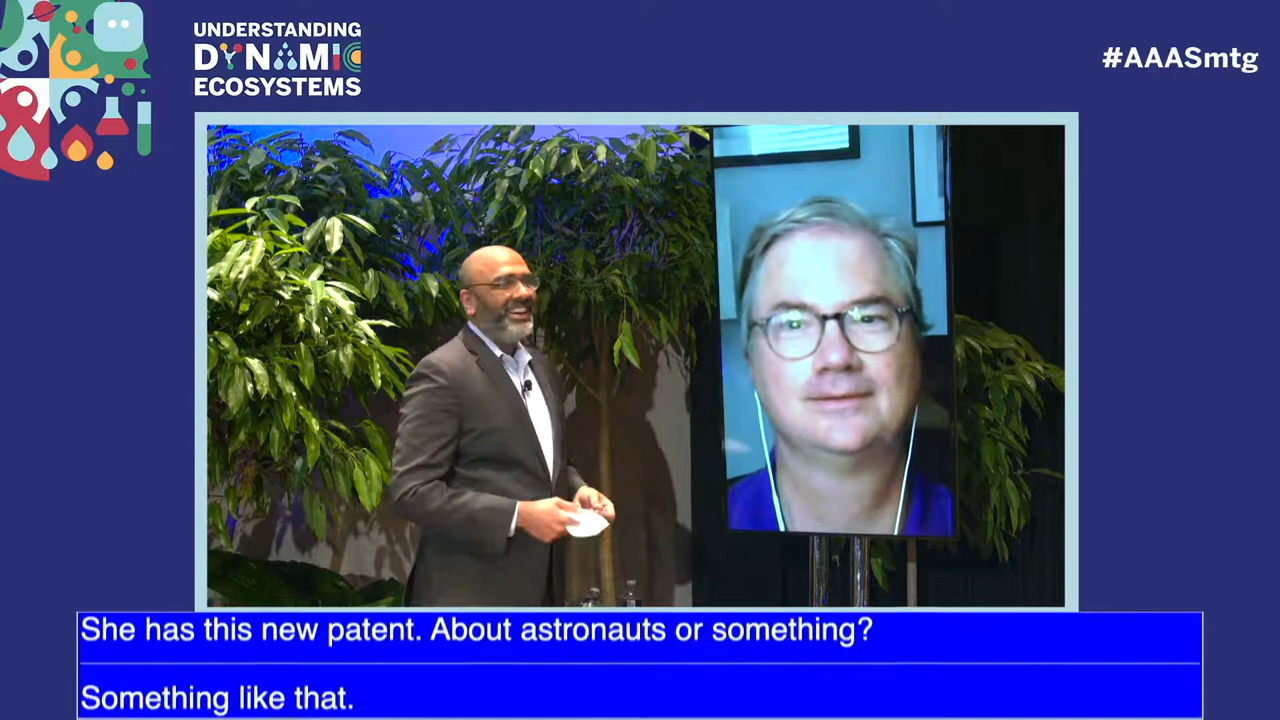 UNDERSTANDING
DYNAMIC
ECOSYSTEMS
#AAASmtg
She has this new patent. About astronauts or something?
Something like that.